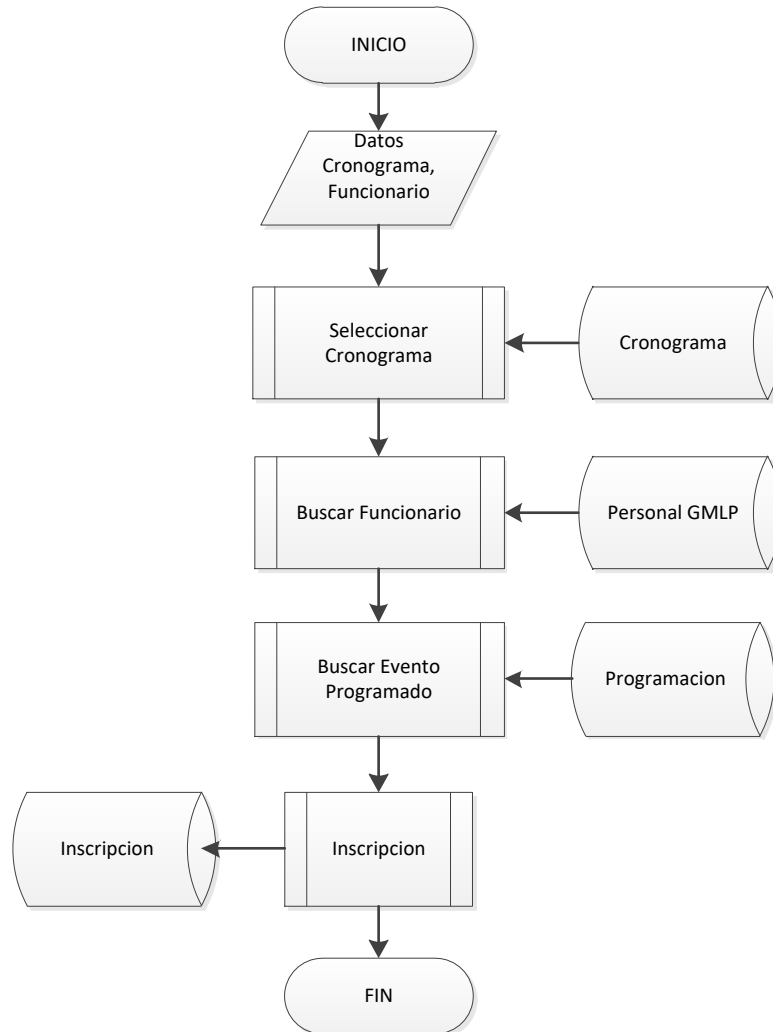 INICIO
Datos
Cronograma,
Funcionario
Seleccionar
Cronograma
Cronograma
Buscar Funcionario
Personal GMLP
Buscar Evento
Programado
Programacion
Inscripcion
Inscripcion
FIN